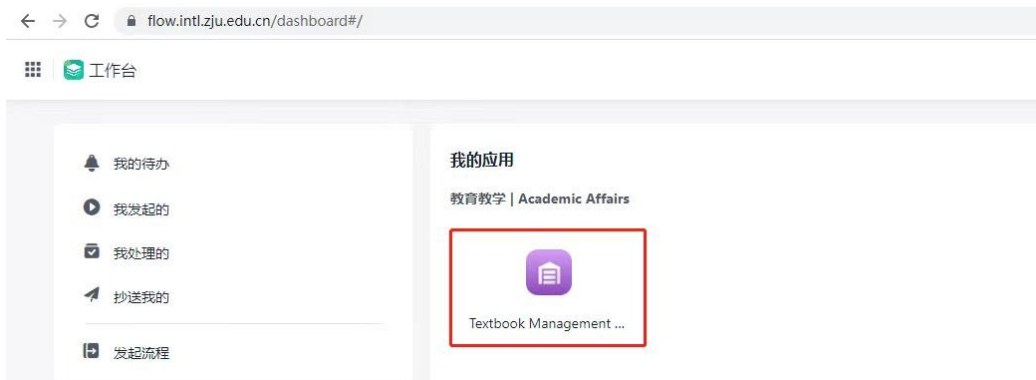 flow.intl.zju.edu.cn/dashboard#/
工作台
我的待办
我发起的
我处理的
抄送我的
发起流程
我的应用
教育教学 | Academic Affairs
Textbook Management ...